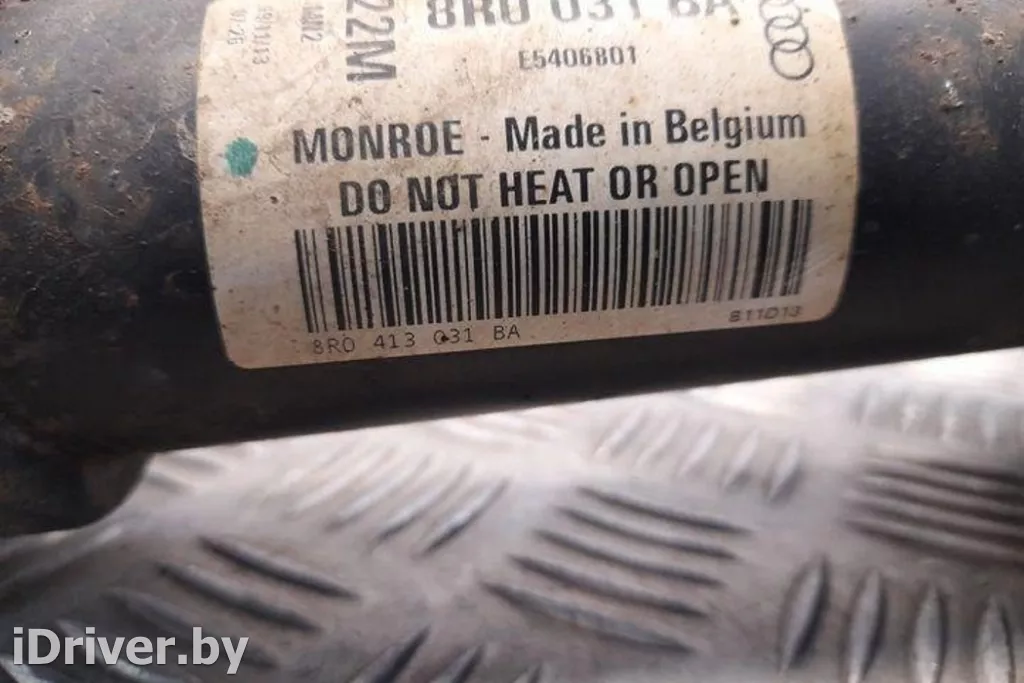 8R0 031 BA
E5406801
22M
MONROE - Made in Belgium
DO NOT HEAT OR OPEN
8R0 413 031 BA
811013
iDriver.by